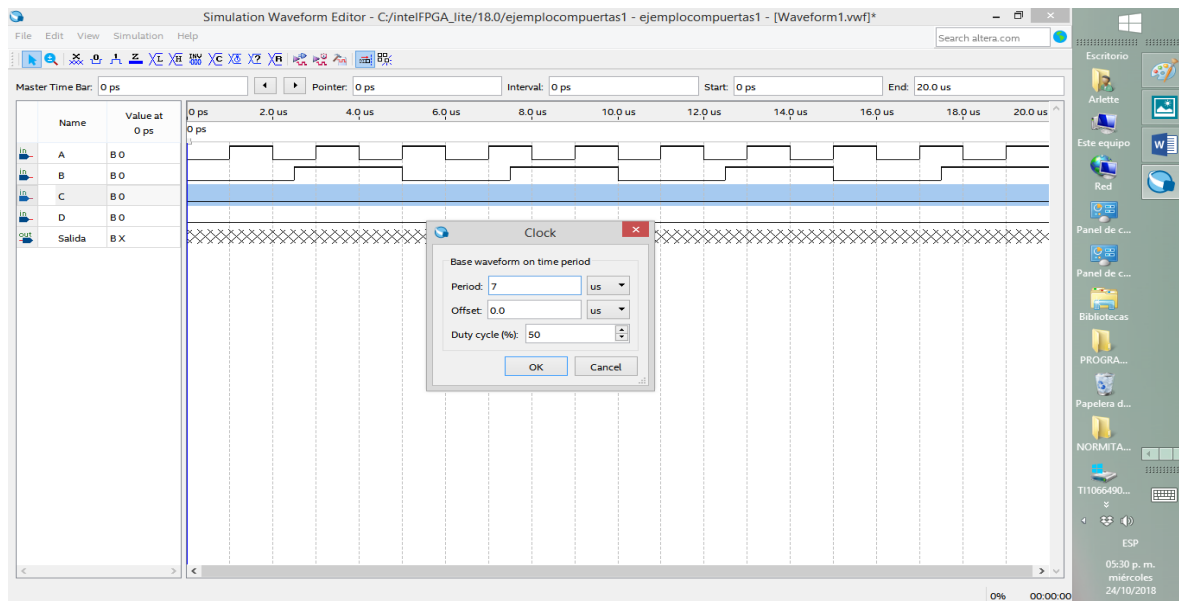 Simulation Waveform Editor - C:/intelFPGA_lite/18.0/ejemplocompuertas1 - ejemplocompuertas1 - [Waveform1.vwf]*
File Edit View Simulation Help
Search altera.com
Master Time Bar: 0 ps Pointer: 0 ps Interval: 0 ps Start: 0 ps End: 20.0 us
Name Value at 0 ps
0 ps 2.0 us 4.0 us 6.0 us 8.0 us 10.0 us 12.0 us 14.0 us 16.0 us 18.0 us 20.0 us
0 ps
in A B 0
in B B 0
in C B 0
in D B 0
out Salida B X
Clock
Base waveform on time period
Period: 7 us
Offset: 0.0 us
Duty cycle (%): 50
OK Cancel
0% 00:00:00
Escritorio
Arlette
Este equipo
Red
Panel de c...
Panel de c...
Bibliotecas
PROGRA...
Papelera d...
NORMITA...
TI1066490...
ESP
05:30 p. m.
miércoles
24/10/2018